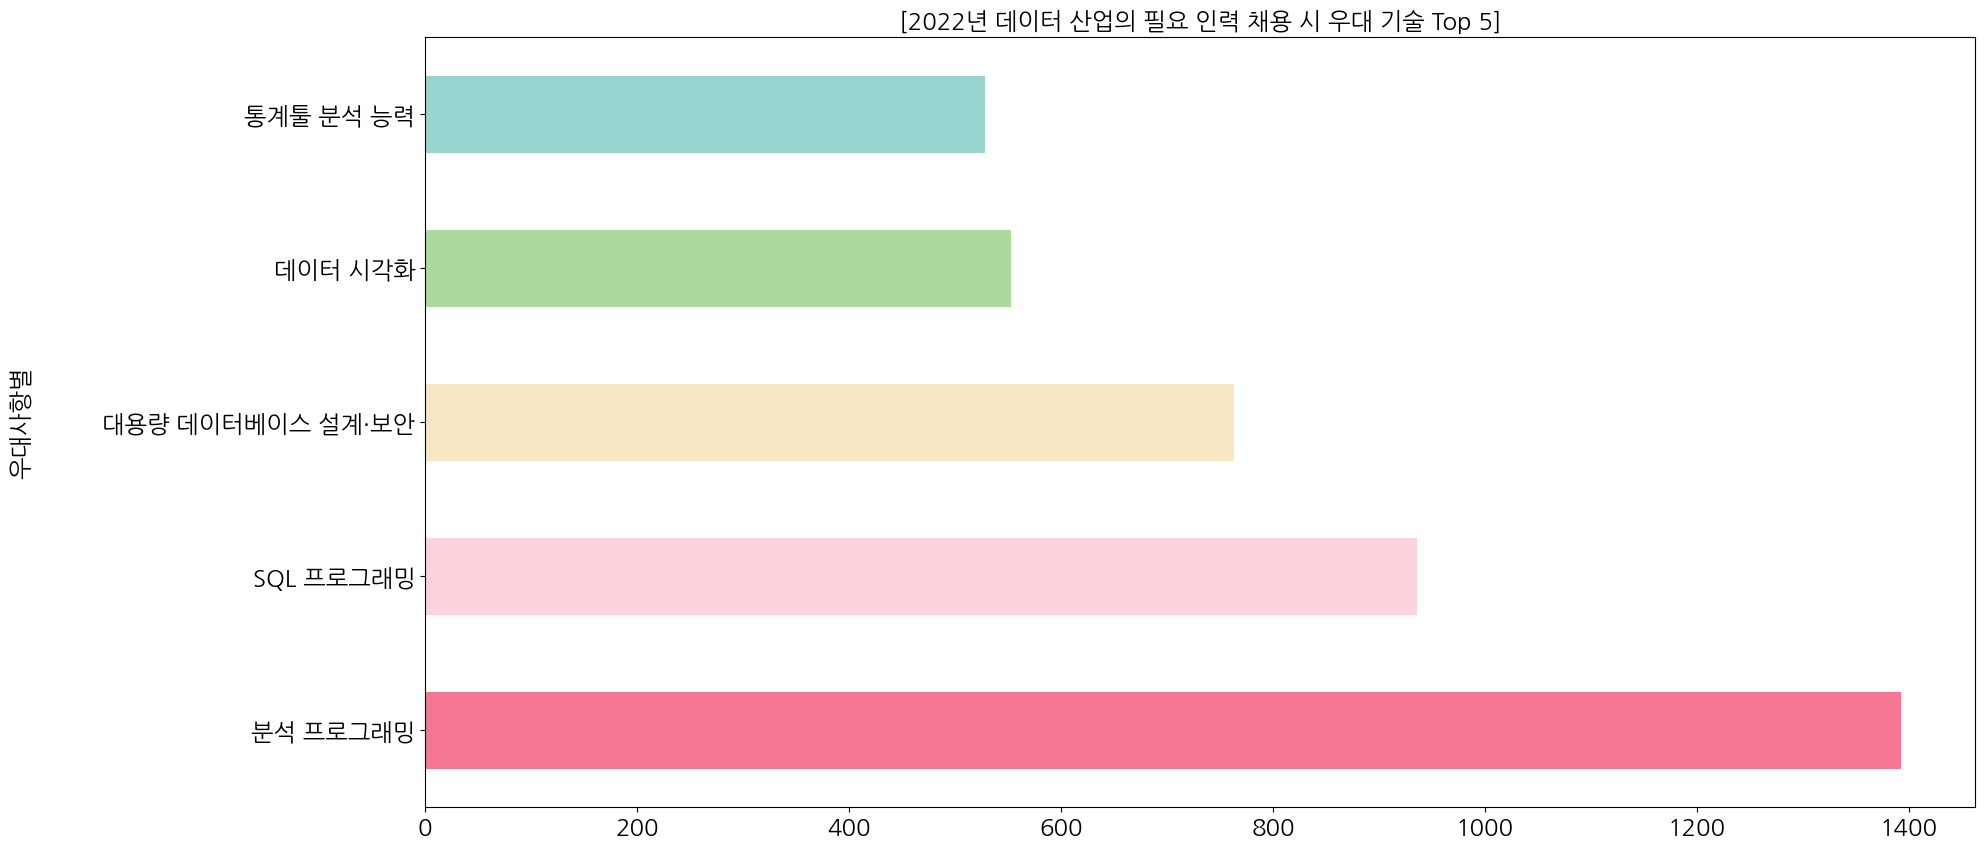 [2022년 데이터 산업의 필요 인력 채용 시 우대 기술 Top 5]
통계툴 분석 능력
데이터 시각화
대용량 데이터베이스 설계·보안
SQL 프로그래밍
분석 프로그래밍
우대사항별
0 200 400 600 800 1000 1200 1400